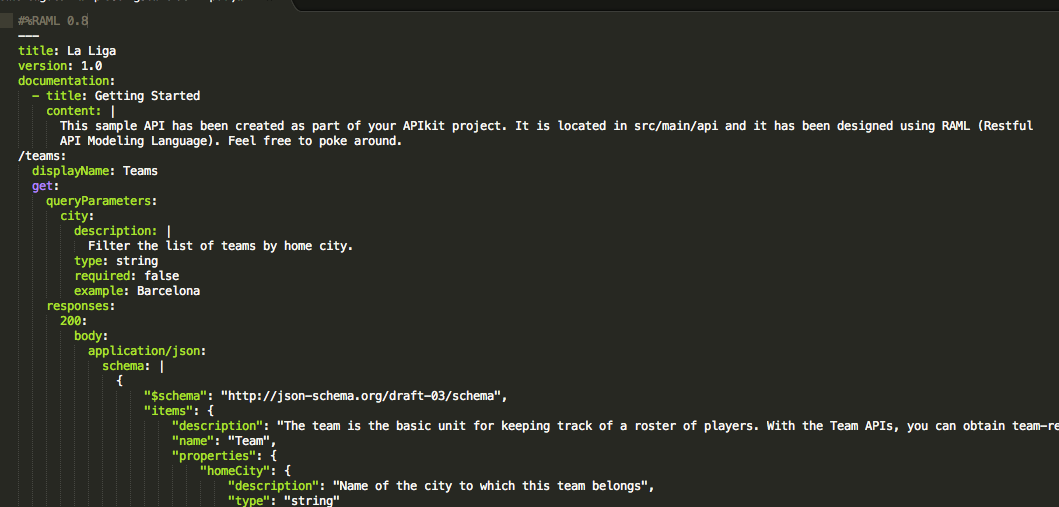 #%RAML 0.8
---
title: La Liga
version: 1.0
documentation:
  - title: Getting Started
    content: |
      This sample API has been created as part of your APIkit project. It is located in src/main/api and it has been designed using RAML (Restful
      API Modeling Language). Feel free to poke around.
/teams:
  displayName: Teams
  get:
    queryParameters:
      city:
        description: |
          Filter the list of teams by home city.
        type: string
        required: false
        example: Barcelona
    responses:
      200:
        body:
          application/json:
            schema: |
              {
                  "$schema": "http://json-schema.org/draft-03/schema",
                  "items": {
                      "description": "The team is the basic unit for keeping track of a roster of players. With the Team APIs, you can obtain team-re
                      "name": "Team",
                      "properties": {
                          "homeCity": {
                              "description": "Name of the city to which this team belongs",
                              "type": "string"